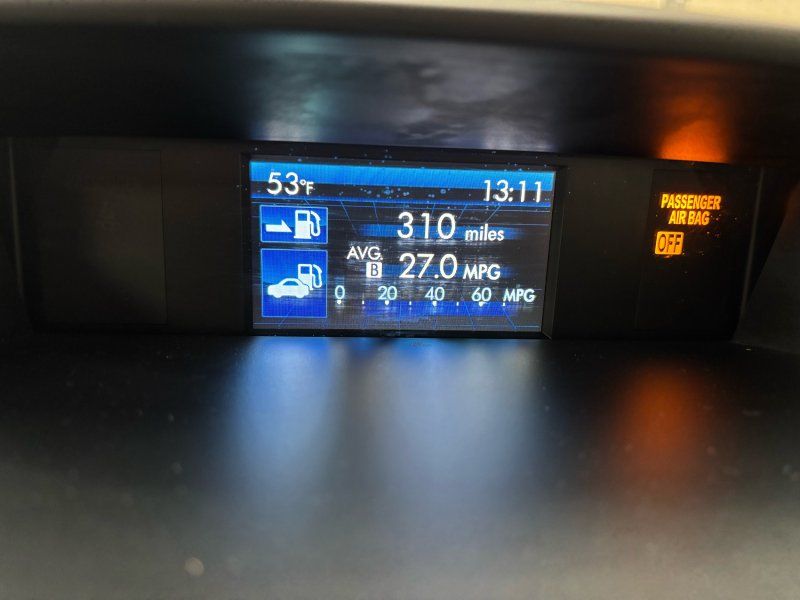 53°F 13:11
310 miles
AVG. B 27.0 MPG
0 20 40 60 MPG
PASSENGER
AIR BAG
OFF